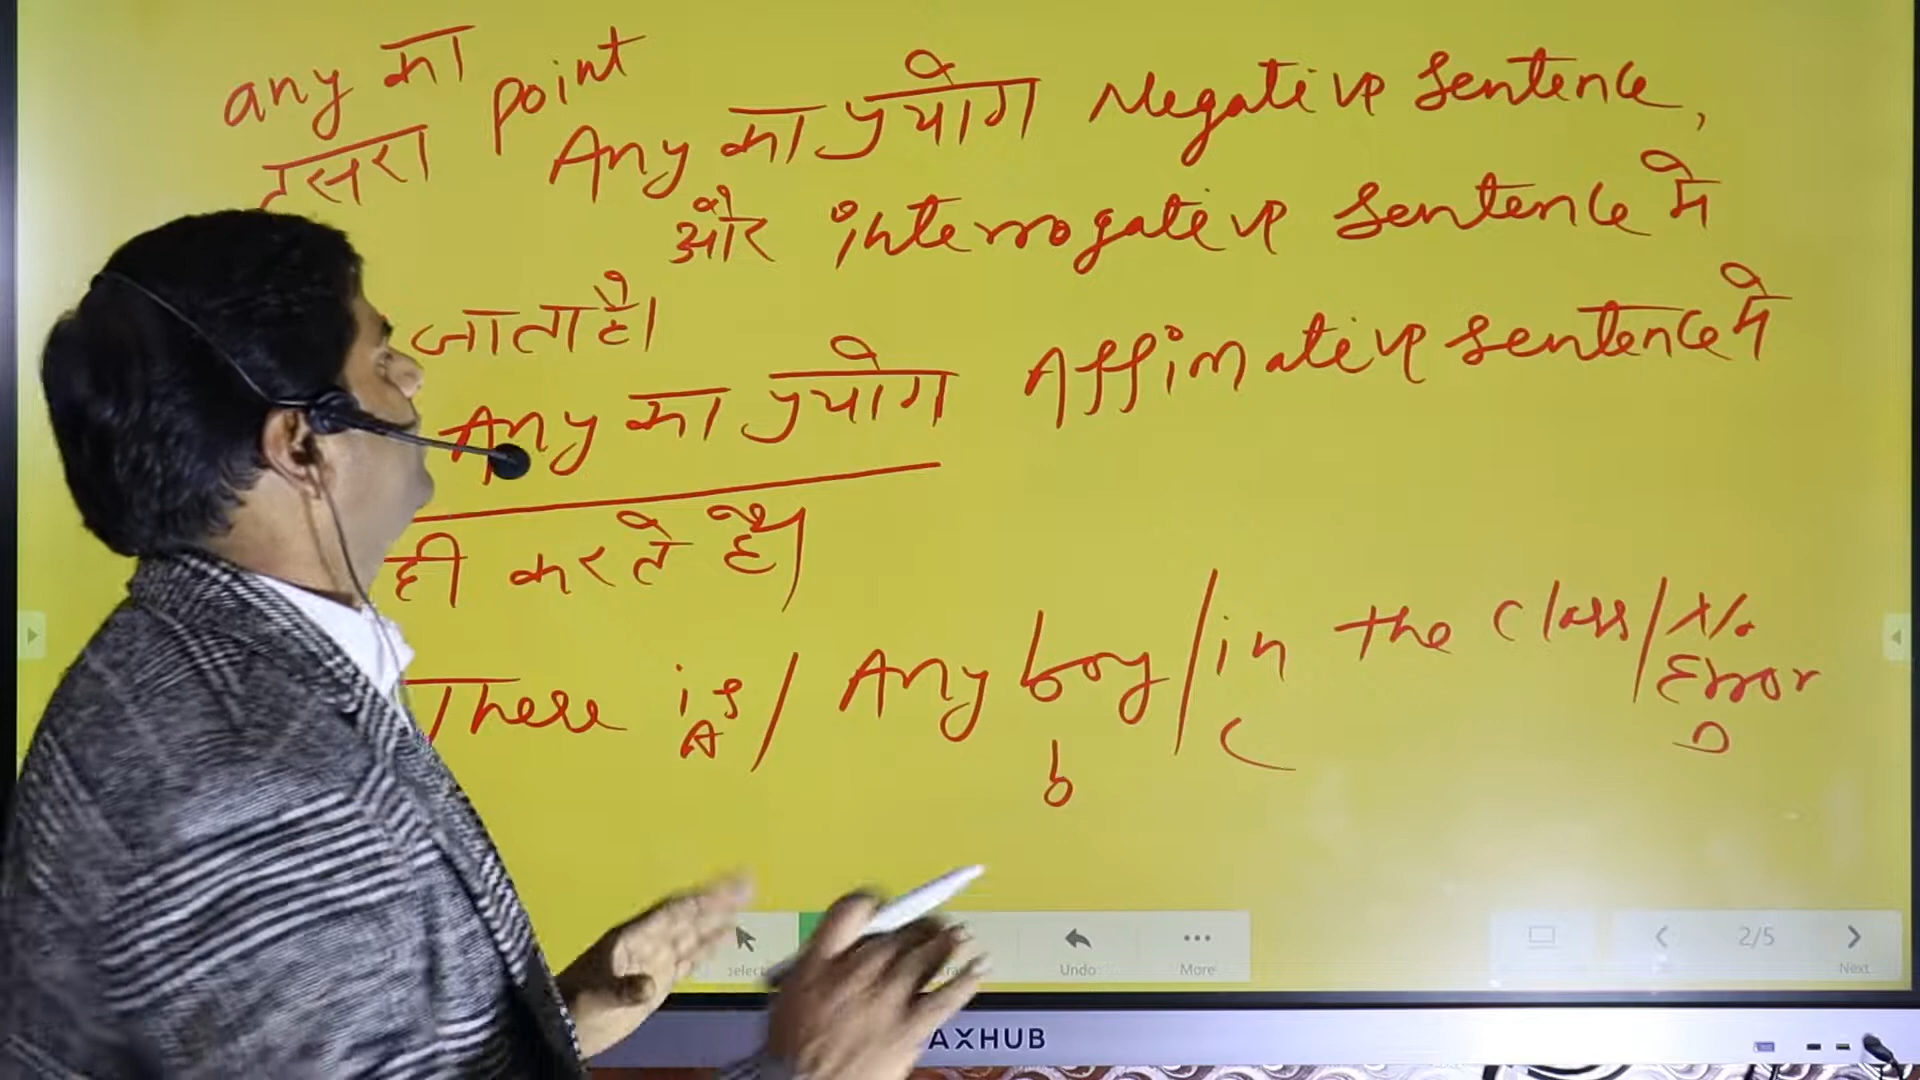 any का
दूसरा point
Any का प्रयोग Negative Sentence,
और interrogative Sentence में
जाता है।
Any का प्रयोग Affimative Sentence में
ही करते है।
There is / Any boy / in the class / No Error
A b C D
Undo
More
2/5
Next
AXHUB